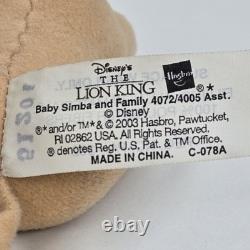 DISNEY'S
THE
LION KING
Hasbro
Baby Simba and Family 4072/4005 Asst.
© Disney
®* and/or ™* & © 2003 Hasbro, Pawtucket,
RI 02862 USA. All Rights Reserved.
® denotes Reg. U.S. Pat. & TM Office.
MADE IN CHINA. C-078A